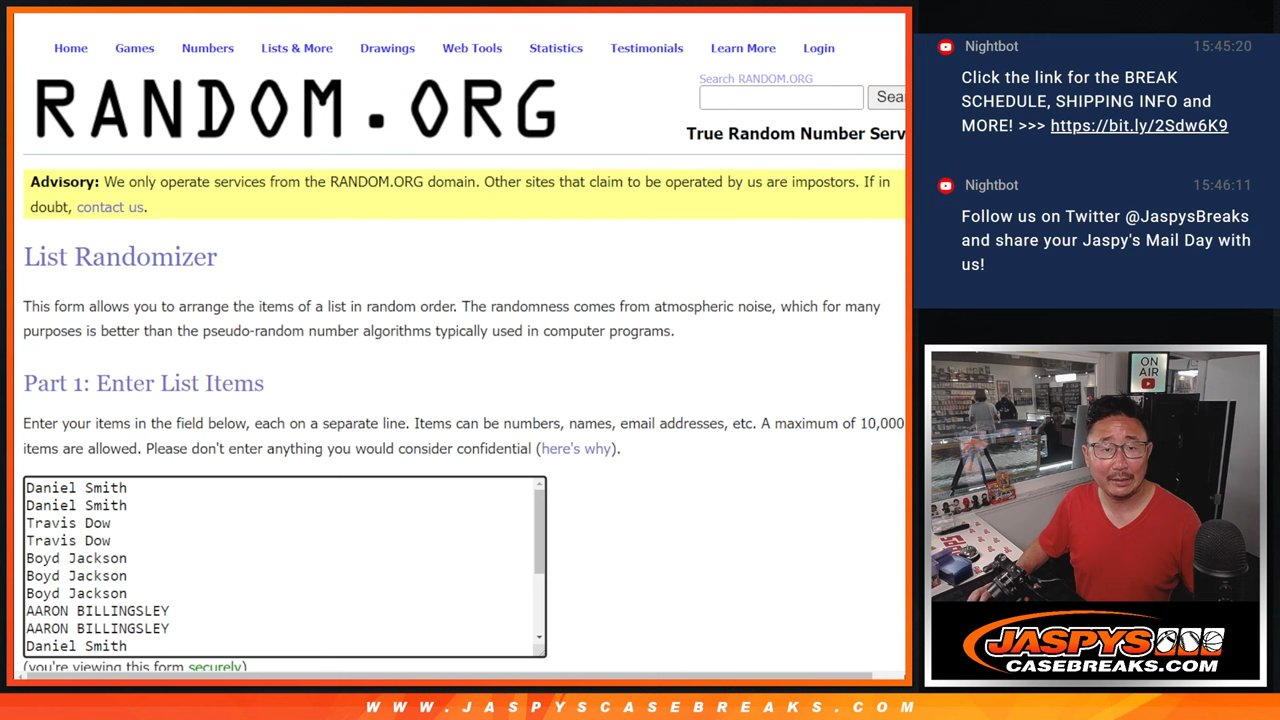 Home Games Numbers Lists & More Drawings Web Tools Statistics Testimonials Learn More Login
RANDOM.ORG
Search RANDOM.ORG
Sea
True Random Number Serv
Advisory: We only operate services from the RANDOM.ORG domain. Other sites that claim to be operated by us are impostors. If in
doubt, contact us.
List Randomizer
This form allows you to arrange the items of a list in random order. The randomness comes from atmospheric noise, which for many
purposes is better than the pseudo-random number algorithms typically used in computer programs.
Part 1: Enter List Items
Enter your items in the field below, each on a separate line. Items can be numbers, names, email addresses, etc. A maximum of 10,000
items are allowed. Please don't enter anything you would consider confidential (here's why).
Daniel Smith
Daniel Smith
Travis Dow
Travis Dow
Boyd Jackson
Boyd Jackson
Boyd Jackson
AARON BILLINGSLEY
AARON BILLINGSLEY
Daniel Smith
(you're viewing this form securely)
Nightbot 15:45:20
Click the link for the BREAK
SCHEDULE, SHIPPING INFO and
MORE! >>> https://bit.ly/2Sdw6K9
Nightbot 15:46:11
Follow us on Twitter @JaspysBreaks
and share your Jaspy's Mail Day with
us!
ON
AIR
JASPYS
CASEBREAKS.COM
WWW.JASPYSCASEBREAKS.COM